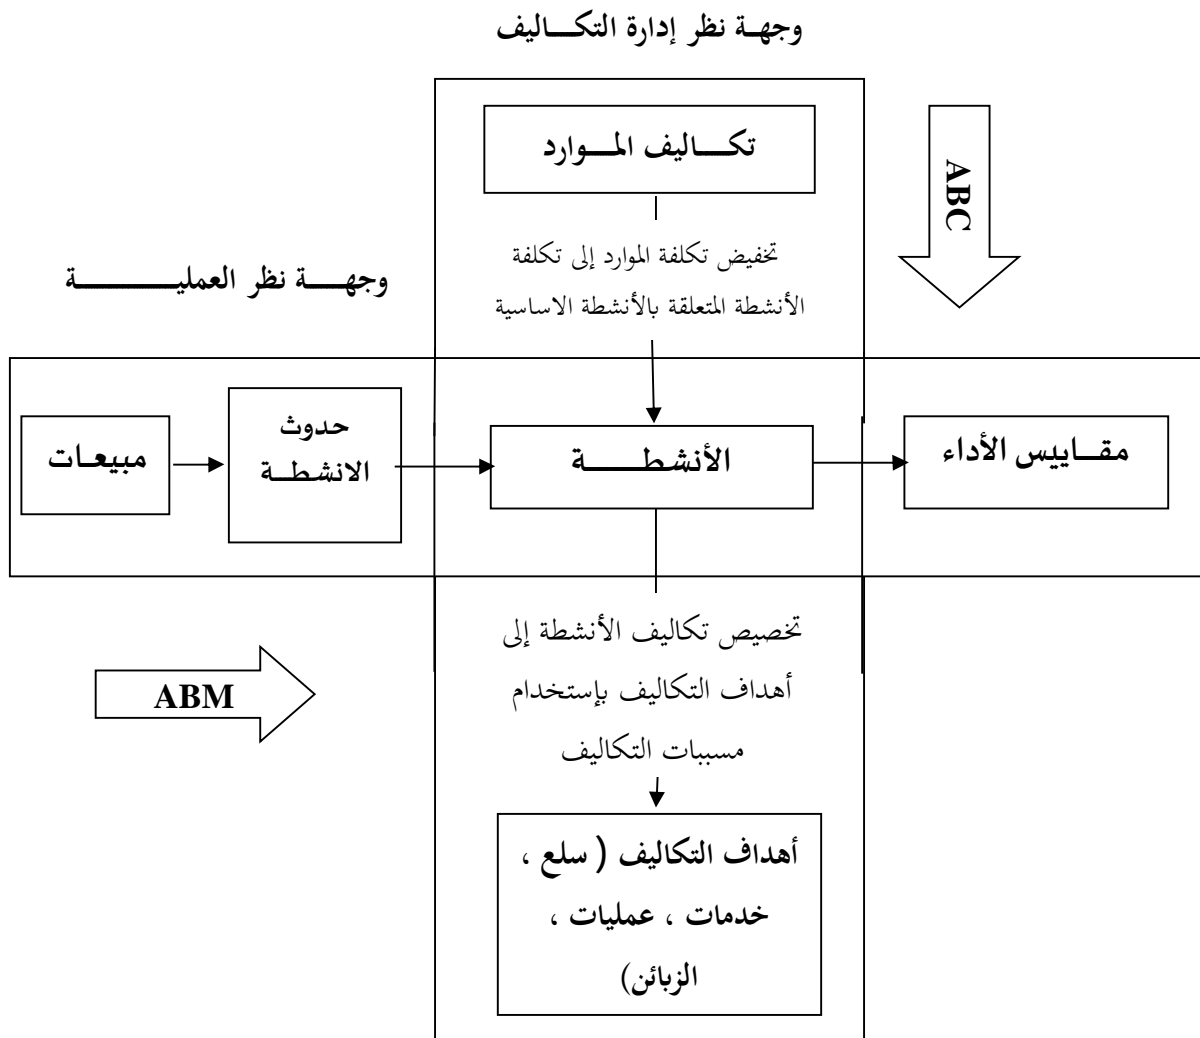 وجهة نظر إدارة التكاليف
تكاليف الموارد
ABC
تخفيض تكلفة الموارد إلى تكلفة
الأنشطة المتعلقة بالأنشطة الاساسية
وجهة نظر العملية
مبيعات
حدوث
الانشطة
الأنشطة
مقاييس الأداء
تخصيص تكاليف الأنشطة إلى
أهداف التكاليف بإستخدام
مسببات التكاليف
ABM
أهداف التكاليف ( سلع ،
خدمات ، عمليات ،
الزبائن)